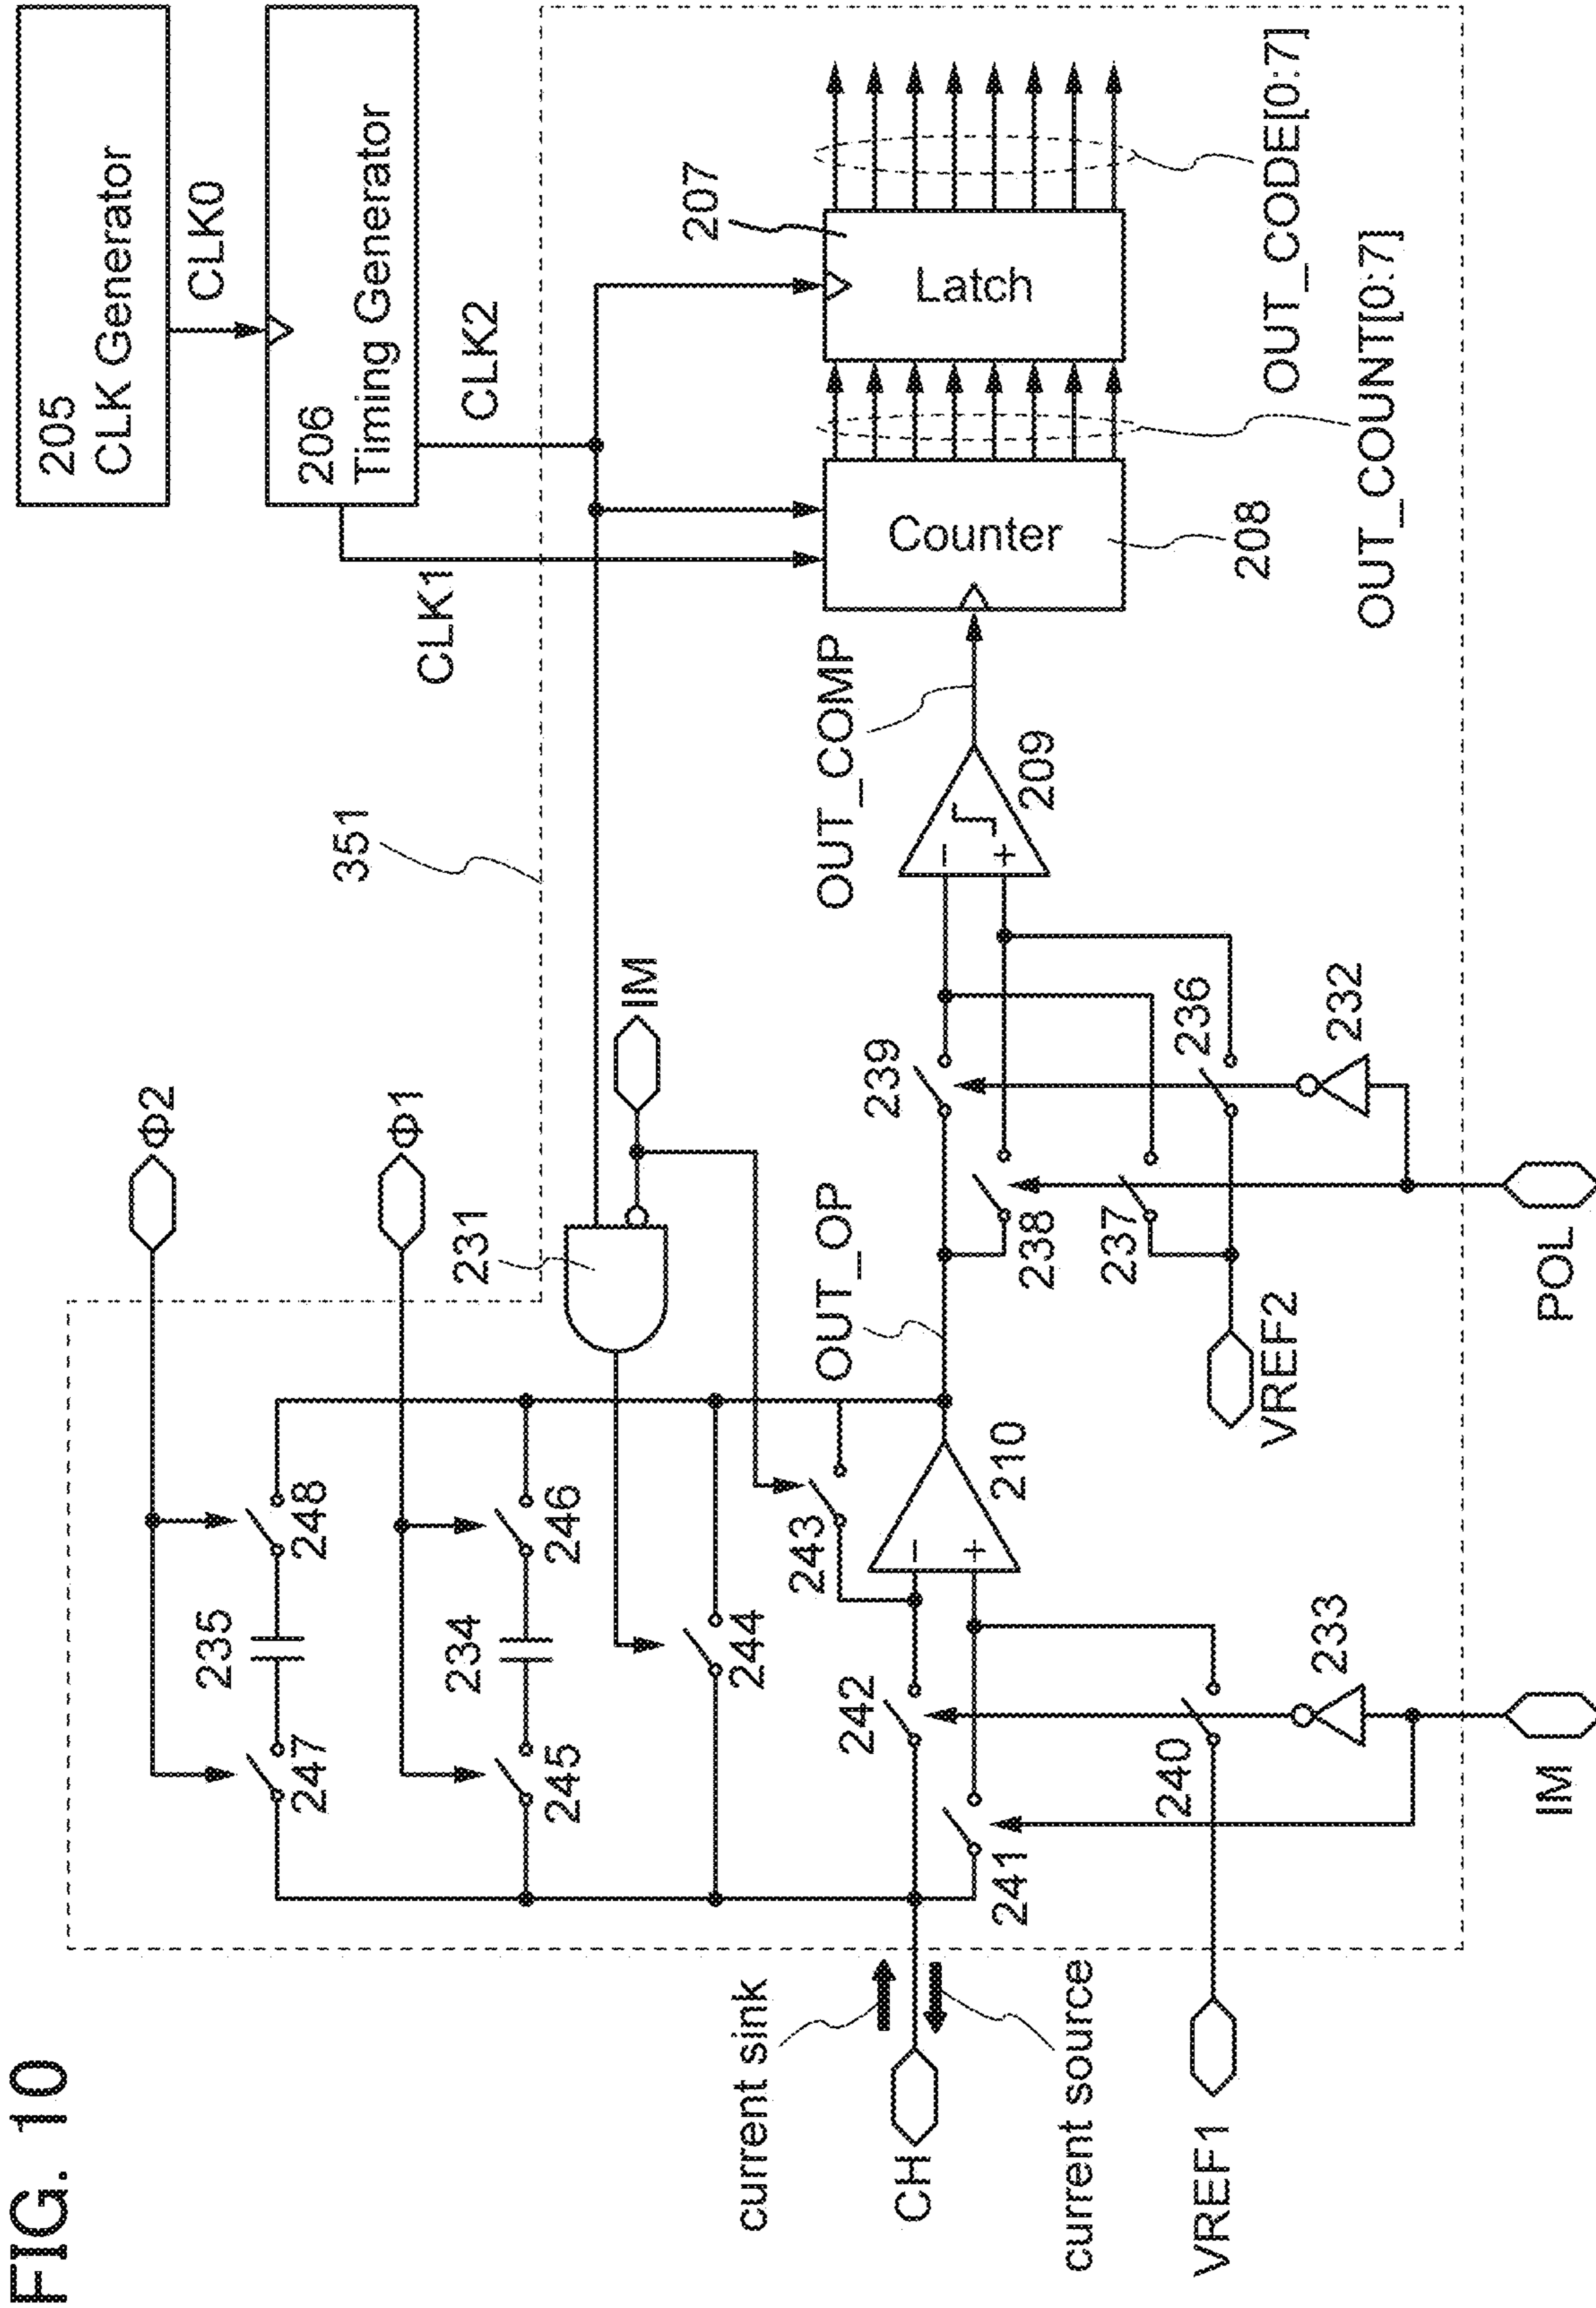 FIG. 10
205
CLK Generator
CLK0
206
Timing Generator
CLK1
CLK2
351
Φ2
Φ1
IM
231
235
247
248
234
245
246
244
243
242
241
240
233
210
OUT_OP
current sink
current source
CH
VREF1
IM
239
238
237
236
232
VREF2
POL
−
+
−
+
209
OUT_COMP
Counter
208
Latch
207
OUT_COUNT[0:7]
OUT_CODE[0:7]